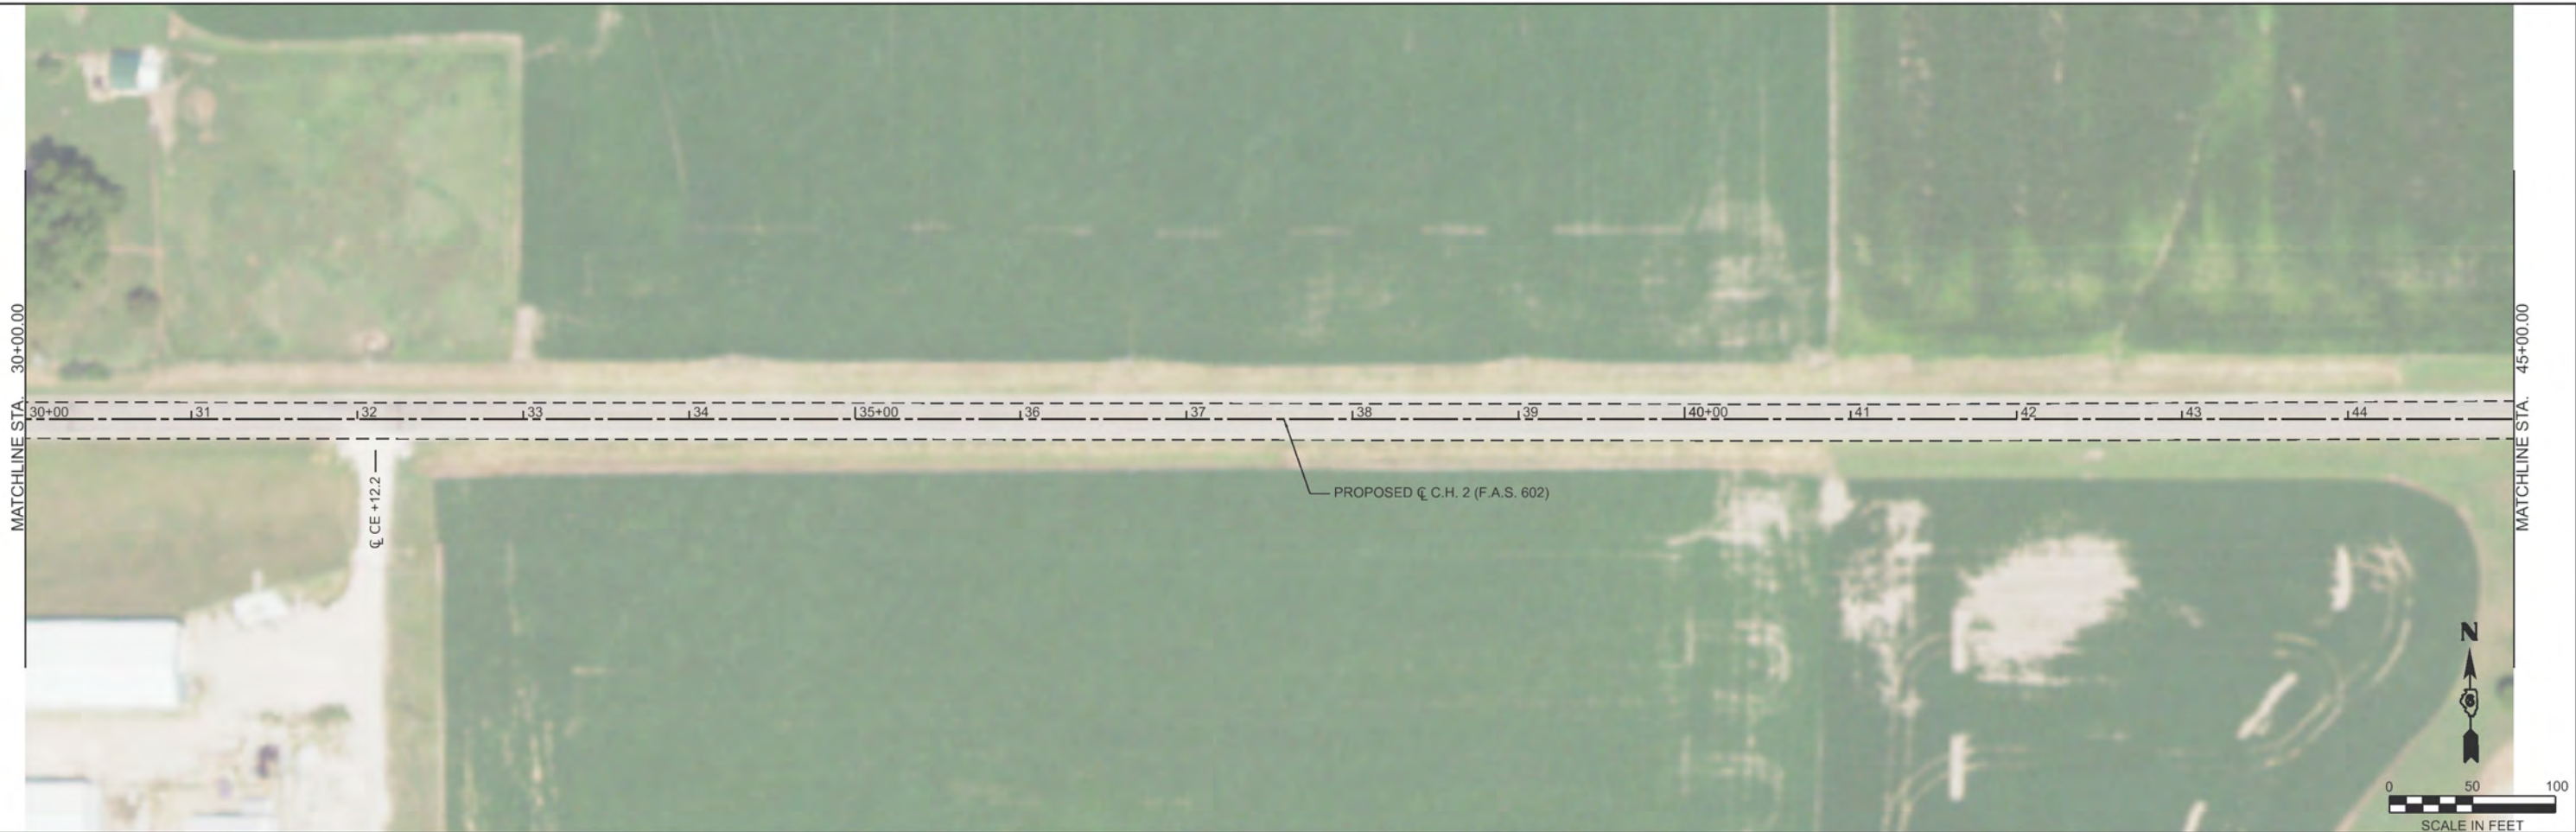 MATCHLINE STA. 30+00.00
30+00 31 32 33 34 35+00 36 37 38 39 40+00 41 42 43 44
MATCHLINE STA. 45+00.00
℄ CE +12.2
PROPOSED ℄ C.H. 2 (F.A.S. 602)
N
0 50 100
SCALE IN FEET